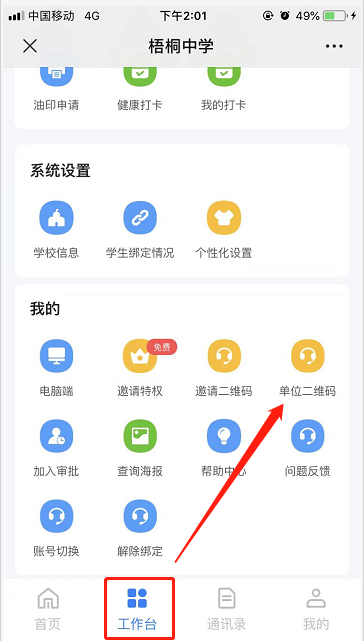 中国移动 4G 下午2:01 49%
梧桐中学
油印申请 健康打卡 我的打卡
系统设置
学校信息 学生绑定情况 个性化设置
我的
免费
电脑端 邀请特权 邀请二维码 单位二维码
加入审批 查询海报 帮助中心 问题反馈
账号切换 解除绑定
首页 工作台 通讯录 我的